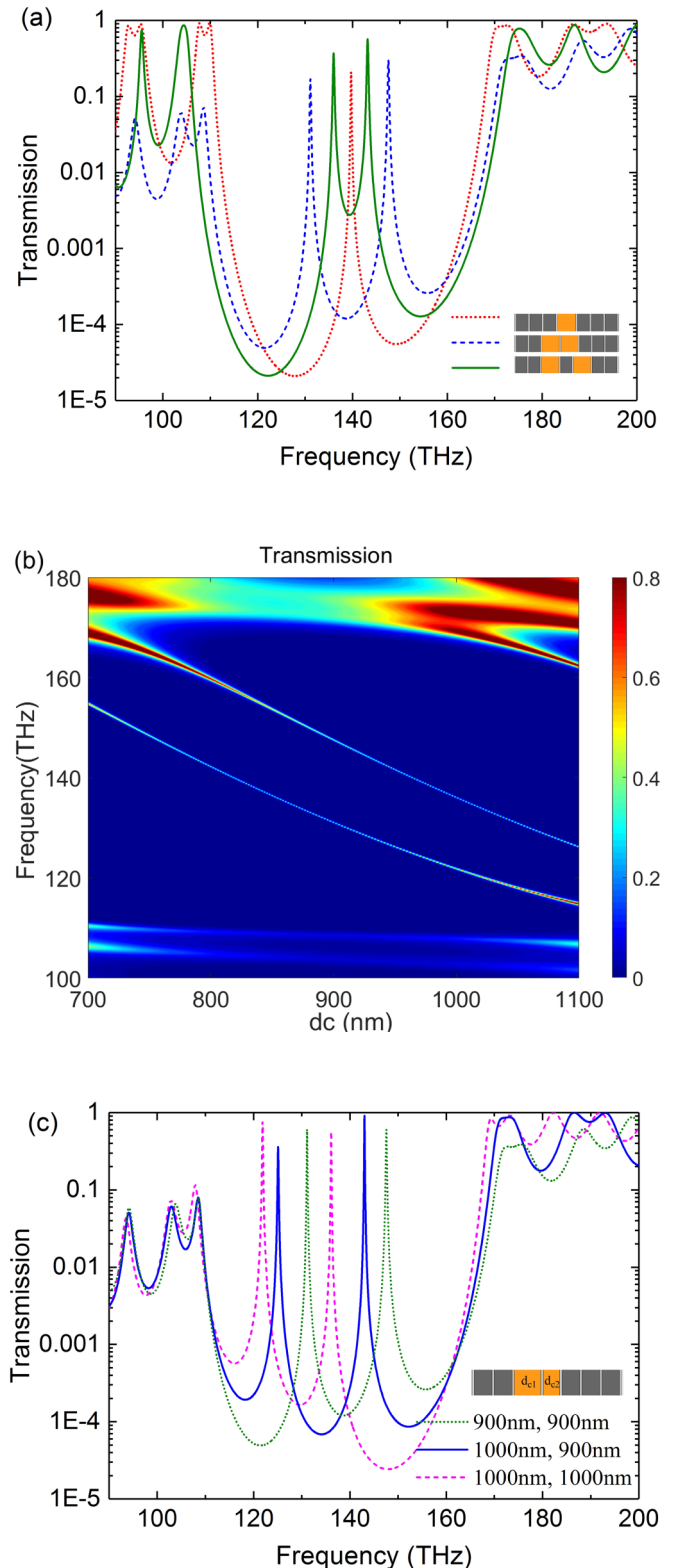 (a)
Transmission
1
0.1
0.01
0.001
1E-4
1E-5
100 120 140 160 180 200
Frequency (THz)
(b)
Transmission
Frequency(THz)
180
160
140
120
100
700 800 900 1000 1100
dc (nm)
0.8
0.6
0.4
0.2
0
(c)
Transmission
1
0.1
0.01
0.001
1E-4
1E-5
dc1 dc2
900nm, 900nm
1000nm, 900nm
1000nm, 1000nm
100 120 140 160 180 200
Frequency (THz)